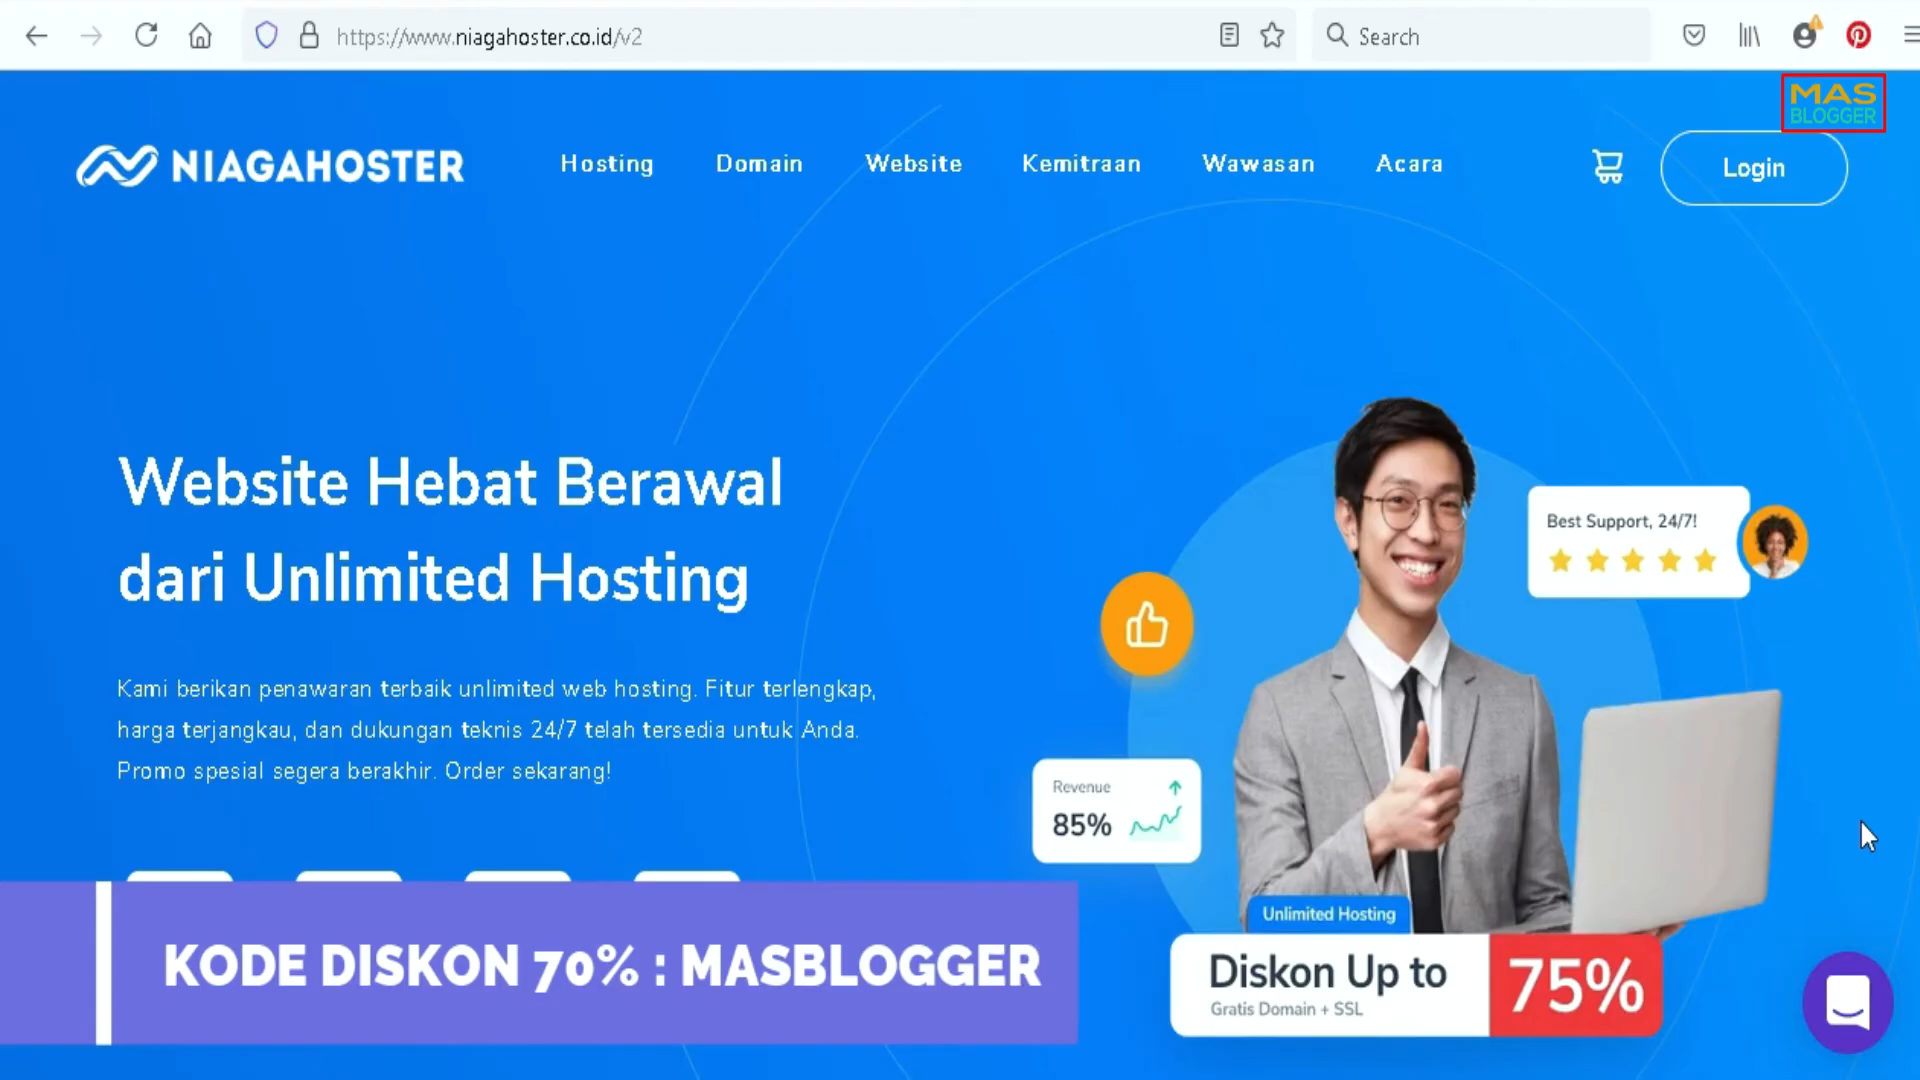 https://www.niagahoster.co.id/v2
Search
MAS
BLOGGER
NIAGAHOSTER
Hosting
Domain
Website
Kemitraan
Wawasan
Acara
Login
Website Hebat Berawal
dari Unlimited Hosting
Kami berikan penawaran terbaik unlimited web hosting. Fitur terlengkap,
harga terjangkau, dan dukungan teknis 24/7 telah tersedia untuk Anda.
Promo spesial segera berakhir. Order sekarang!
Best Support, 24/7!
Revenue
85%
Unlimited Hosting
Diskon Up to
Gratis Domain + SSL
75%
KODE DISKON 70% : MASBLOGGER